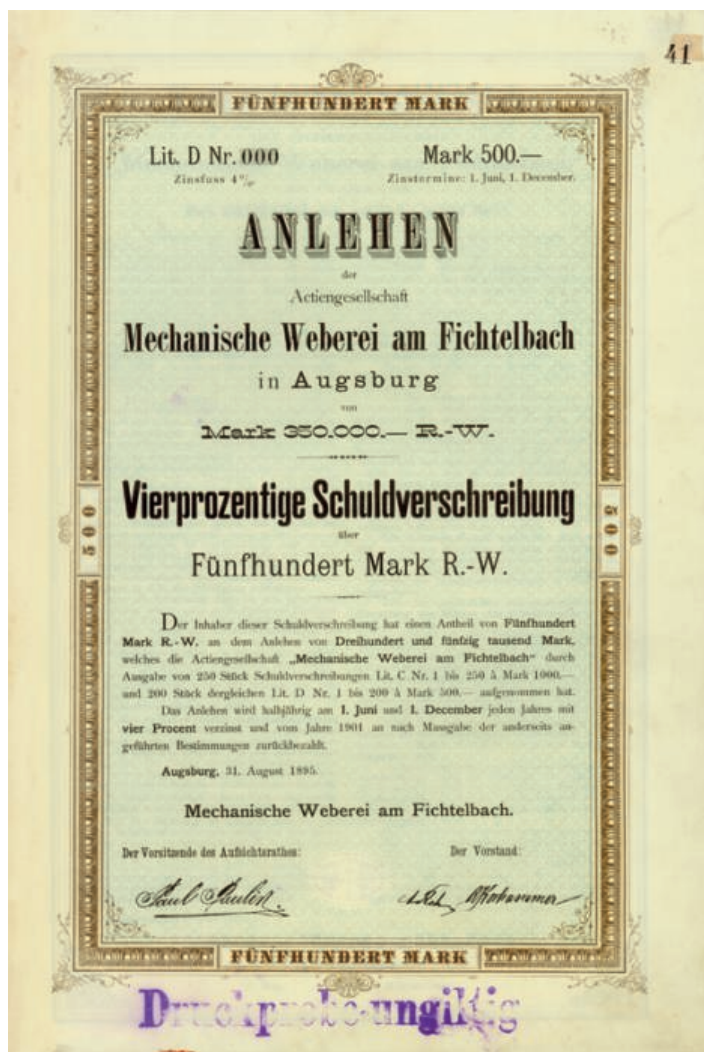 41
FÜNFHUNDERT MARK
Lit. D Nr. 000 Mark 500.—
Zinsfuss 4% Zinstermine: 1. Juni, 1. December.
ANLEHEN
der
Actiengesellschaft
Mechanische Weberei am Fichtelbach
in Augsburg
von
Mark 350.000.— R.-W.
Vierprozentige Schuldverschreibung
über
Fünfhundert Mark R.-W.
500
500
Der Inhaber dieser Schuldverschreibung hat einen Antheil von Fünfhundert
Mark R.-W. an dem Anlehen von Dreihundert und fünfzig tausend Mark,
welches die Actiengesellschaft „Mechanische Weberei am Fichtelbach“ durch
Ausgabe von 250 Stück Schuldverschreibungen Lit. C Nr. 1 bis 250 à Mark 1000,—
und 200 Stück dergleichen Lit. D Nr. 1 bis 200 à Mark 500.— aufgenommen hat.
Das Anlehen wird halbjährig am 1. Juni und 1. December jeden Jahres mit
vier Procent verzinst und vom Jahre 1901 an nach Massgabe der anderseits an-
geführten Bestimmungen zurückbezahlt.
Augsburg, 31. August 1895.
Mechanische Weberei am Fichtelbach.
Der Vorsitzende des Aufsichtsrathes: Der Vorstand:
Paul Paulin
FÜNFHUNDERT MARK
Druckprobe-ungiltig